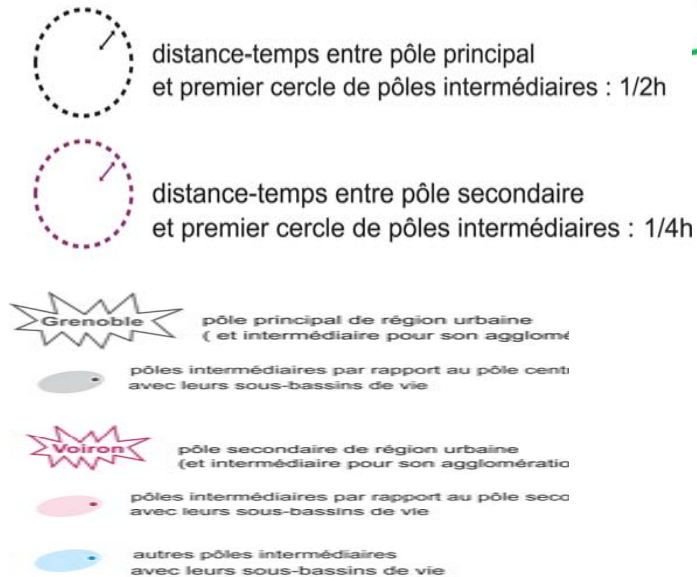 distance-temps entre pôle principal
et premier cercle de pôles intermédiaires : 1/2h
distance-temps entre pôle secondaire
et premier cercle de pôles intermédiaires : 1/4h
Grenoble
pôle principal de région urbaine
( et intermédiaire pour son agglomé
pôles intermédiaires par rapport au pôle cent
avec leurs sous-bassins de vie
Voiron
pôle secondaire de région urbaine
(et intermédiaire pour son agglomératio
pôles intermédiaires par rapport au pôle seco
avec leurs sous-bassins de vie
autres pôles intermédiaires
avec leurs sous-bassins de vie